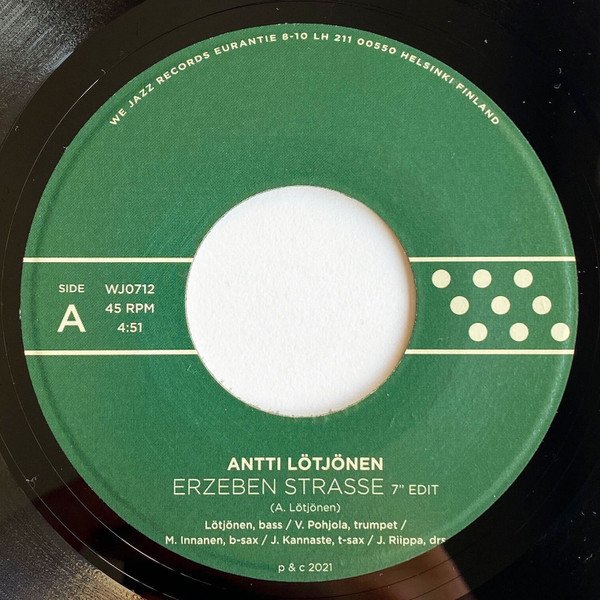 WE JAZZ RECORDS EURANTIE 8-10 LH 211 00550 HELSINKI FINLAND
SIDE
A
WJ0712
45 RPM
4:51
ANTTI LÖTJÖNEN
ERZEBEN STRASSE 7" EDIT
(A. Lötjönen)
Lötjönen, bass / V. Pohjola, trumpet /
M. Innanen, b-sax / J. Kannaste, t-sax / J. Riippa, drs
p & c 2021